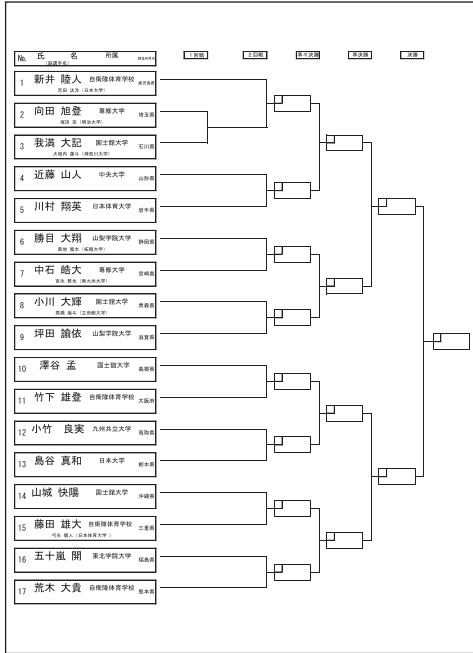 No. 氏 名 所属
（副選手名）
1回戦 2回戦 準々決勝 準決勝 決勝
1 新井 陸人 自衛隊体育学校 鹿児島県
2 向田 旭登 専修大学 埼玉県
3 我満 大記 国士館大学 石川県
4 近藤 山人 中央大学 山形県
5 川村 翔英 日本体育大学 岩手県
6 勝目 大翔 山梨学院大学 静岡県
7 中石 皓大 専修大学 宮崎県
8 小川 大輝 国士館大学 青森県
9 坪田 諭依 山梨学院大学 滋賀県
10 澤谷 孟 国士館大学 島根県
11 竹下 雄登 自衛隊体育学校 大阪府
12 小竹 良実 九州共立大学 鳥取県
13 鳥谷 真和 日本大学 栃木県
14 山城 快陽 国士館大学 沖縄県
15 藤田 雄大 自衛隊体育学校 三重県
16 五十嵐 開 東北学院大学 福島県
17 荒木 大貴 自衛隊体育学校 熊本県